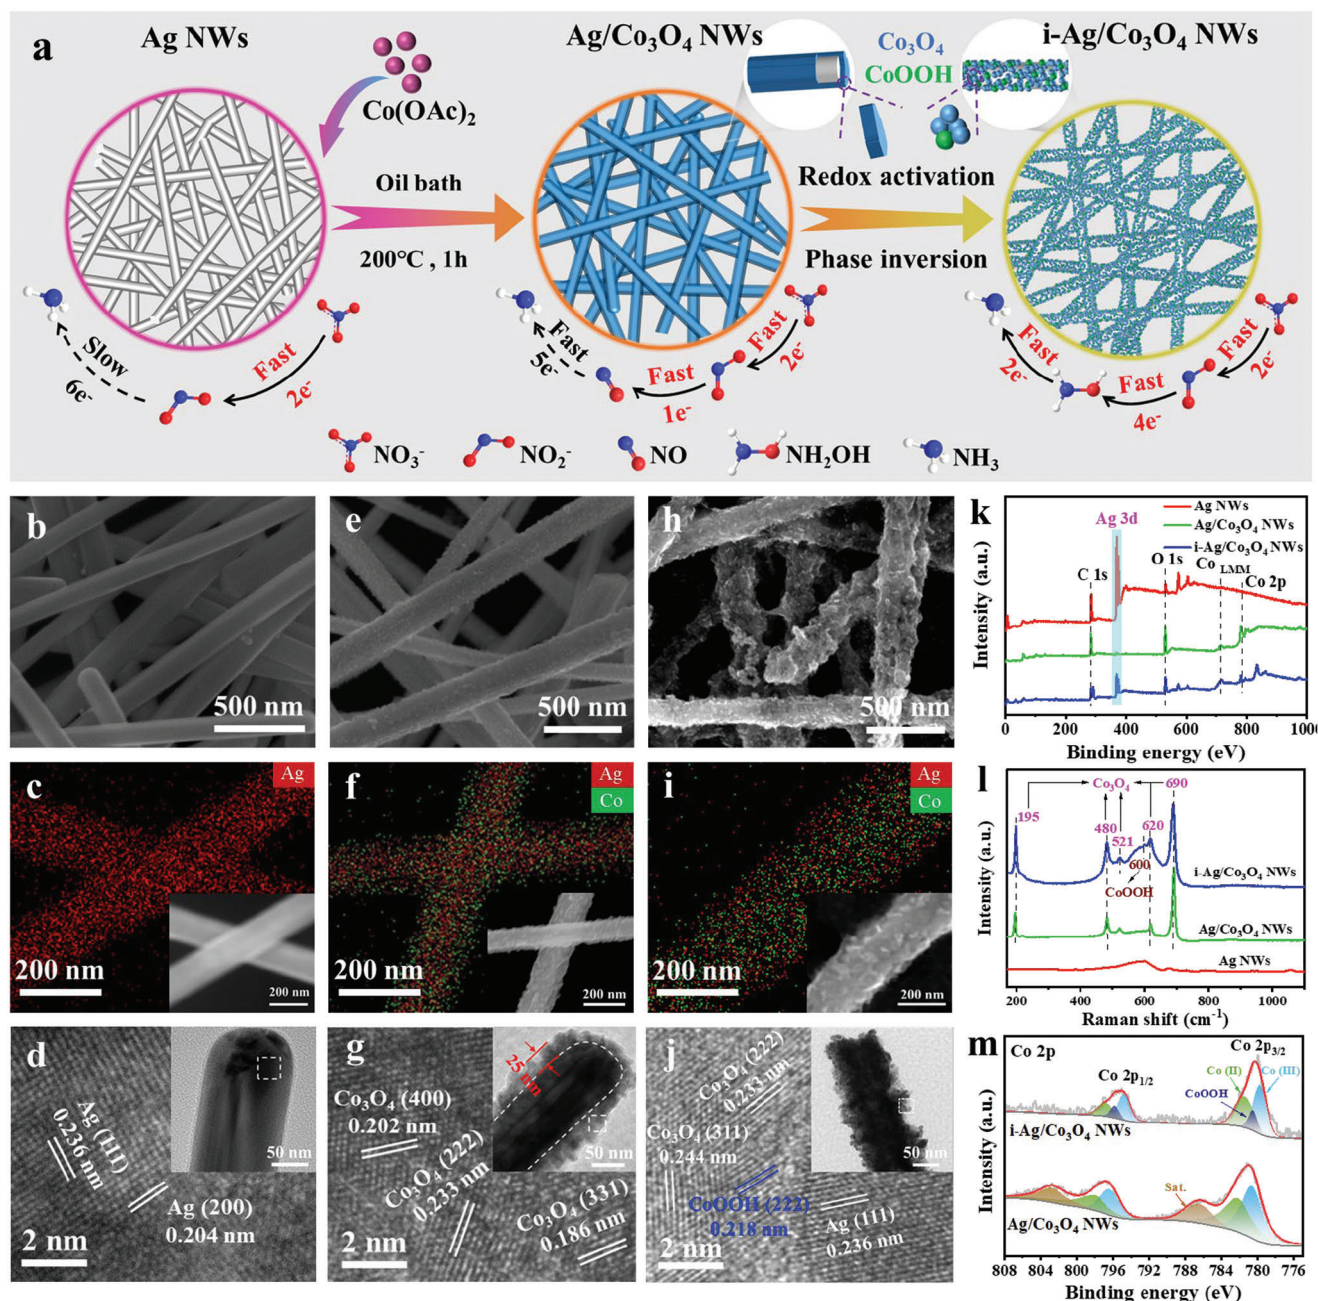 a
Ag NWs
Ag/Co₃O₄ NWs
i-Ag/Co₃O₄ NWs
Co₃O₄
CoOOH
Co(OAc)₂
Oil bath
200°C , 1h
Redox activation
Phase inversion
Slow
6e⁻
Fast
2e⁻
Fast
5e⁻
Fast
1e⁻
Fast
2e⁻
Fast
2e⁻
Fast
4e⁻
Fast
2e⁻
NO₃⁻
NO₂⁻
NO
NH₂OH
NH₃
b
500 nm
e
500 nm
h
500 nm
k
Ag NWs
Ag/Co₃O₄ NWs
i-Ag/Co₃O₄ NWs
Ag 3d
C 1s
O 1s
Co LMM
Co 2p
Intensity (a.u.)
0 200 400 600 800 1000
Binding energy (eV)
c
Ag
200 nm
200 nm
f
Ag
Co
200 nm
200 nm
i
Ag
Co
200 nm
200 nm
l
Co₃O₄
690
195
480
521
620
600
CoOOH
i-Ag/Co₃O₄ NWs
Ag/Co₃O₄ NWs
Ag NWs
Intensity (a.u.)
200 400 600 800 1000
Raman shift (cm⁻¹)
d
Ag (111)
0.236 nm
Ag (200)
0.204 nm
50 nm
2 nm
g
25 nm
Co₃O₄ (400)
0.202 nm
Co₃O₄ (222)
0.233 nm
Co₃O₄ (331)
0.186 nm
50 nm
2 nm
j
Co₃O₄ (222)
0.233 nm
Co₃O₄ (311)
0.244 nm
CoOOH (222)
0.218 nm
Ag (111)
0.236 nm
50 nm
2 nm
m
Co 2p
Co 2p₃/₂
Co 2p₁/₂
Co (II)
Co (III)
CoOOH
i-Ag/Co₃O₄ NWs
Sat.
Ag/Co₃O₄ NWs
Intensity (a.u.)
808 804 800 796 792 788 784 780 776
Binding energy (eV)